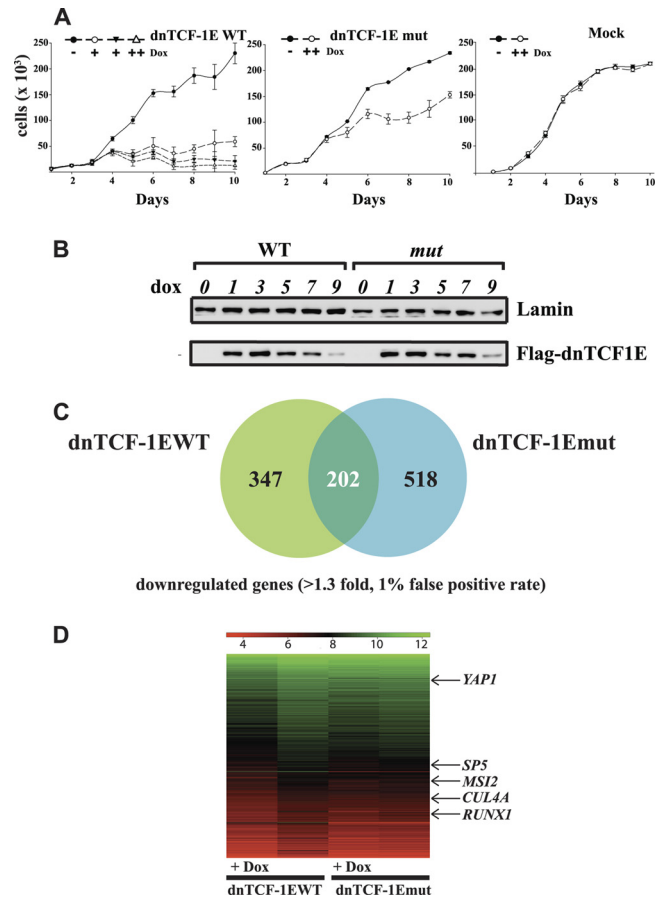 A
dnTCF-1E WT
- + + ++ Dox
dnTCF-1E mut
- ++ Dox
Mock
- ++ Dox
cells (x 10³)
250
200
150
100
50
2 4 6 8 10
Days
250
200
150
100
50
2 4 6 8 10
Days
250
200
150
100
50
2 4 6 8 10
Days
B
WT mut
dox 0 1 3 5 7 9 0 1 3 5 7 9
Lamin
- Flag-dnTCF1E
C
dnTCF-1EWT dnTCF-1Emut
347 202 518
downregulated genes (>1.3 fold, 1% false positive rate)
D
4 6 8 10 12
YAP1
SP5
MSI2
CUL4A
RUNX1
+ Dox + Dox
dnTCF-1EWT dnTCF-1Emut